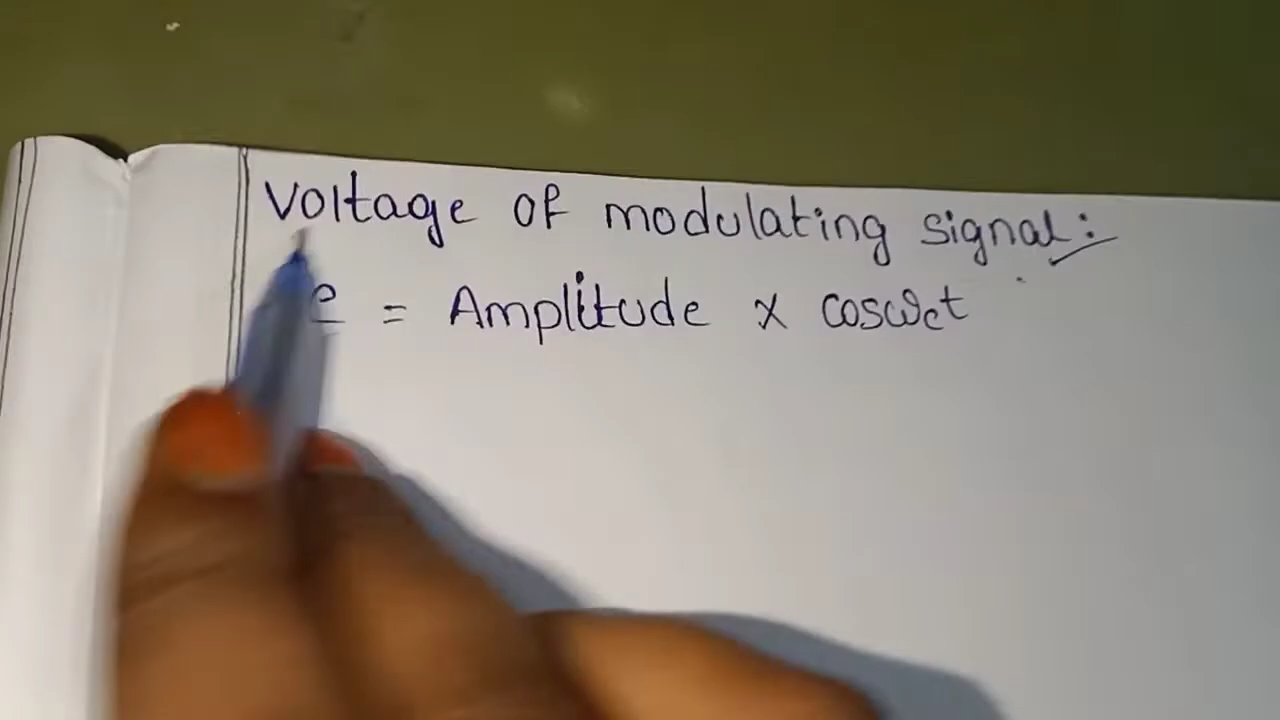 Voltage of modulating signal:
e = Amplitude × cosωct